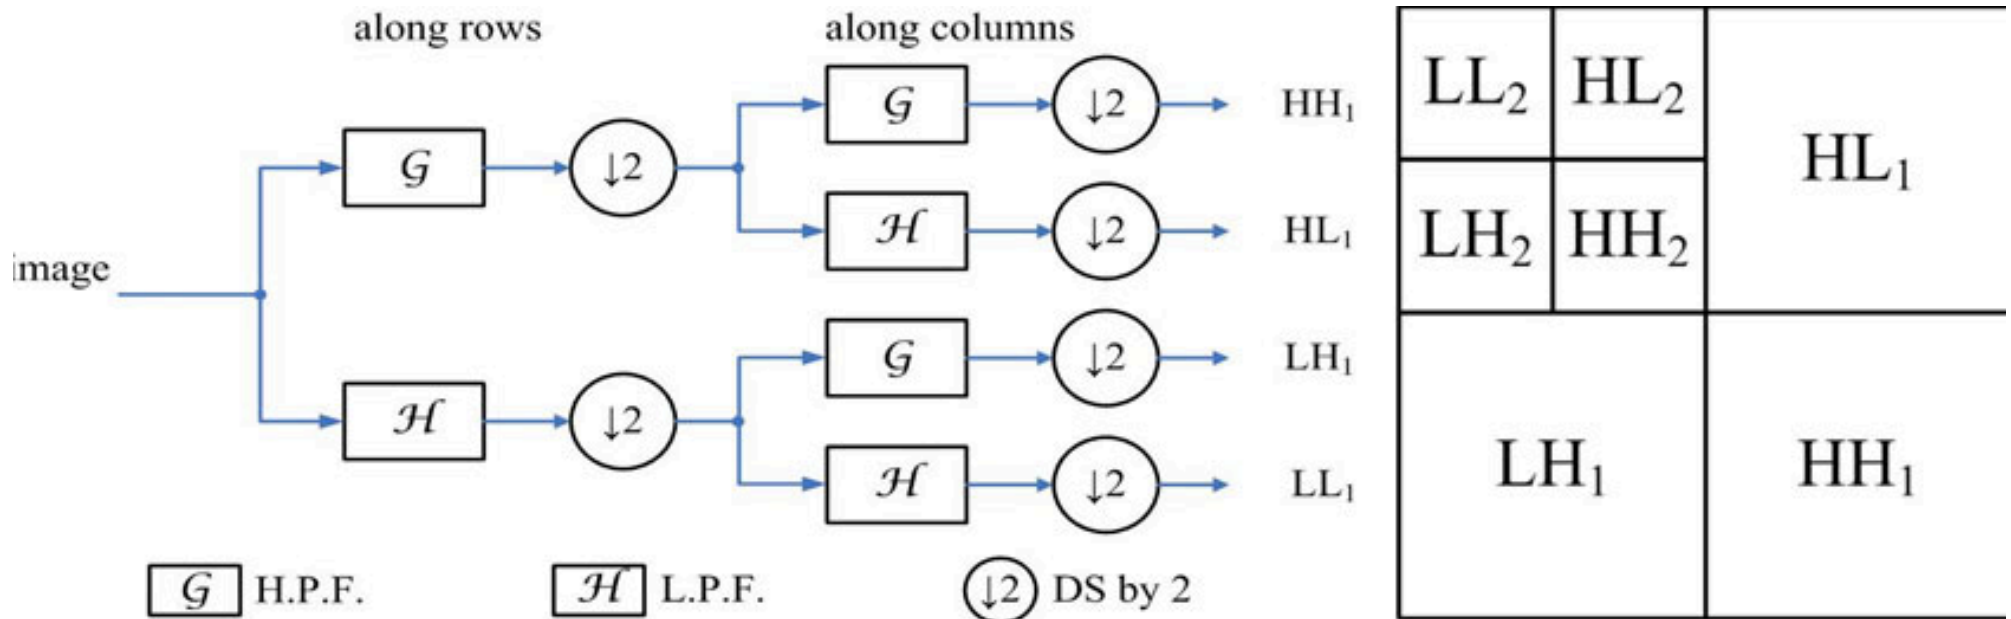 along rows
along columns
image
𝒢
↓2
ℋ
↓2
𝒢
↓2
HH₁
ℋ
↓2
HL₁
𝒢
↓2
LH₁
ℋ
↓2
LL₁
𝒢 H.P.F.
ℋ L.P.F.
↓2 DS by 2
LL₂ HL₂
HL₁
LH₂ HH₂
LH₁ HH₁